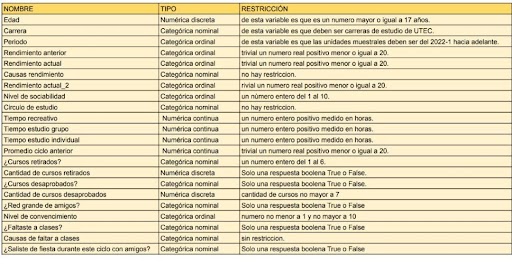 NOMBRE TIPO RESTRICCIÓN
Edad Numérica discreta de esta variable es que es un numero mayor o igual a 17 años.
Carrera Categórica nominal de esta variable es que deben ser carreras de estudio de UTEC.
Periodo Categórica ordinal de esta variable es que las unidades muestrales deben ser del 2022-1 hacia adelante.
Rendimiento anterior Categórica ordinal trivial un numero real positivo menor o igual a 20.
Rendimiento actual Categórica ordinal trivial un numero real positivo menor o igual a 20.
Causas rendimiento Categórica nominal no hay restriccion.
Rendimiento actual_2 Categórica ordinal rivial un numero real positivo menor o igual a 20.
Nivel de sociabilidad Categórica ordinal un número entero del 1 al 10.
Circulo de estudio Categórica nominal no hay restriccion.
Tiempo recreativo Numérica continua un numero entero positivo medido en horas.
Tiempo estudio grupo Numérica continua un numero entero positivo medido en horas.
Tiempo estudio individual Numérica continua un numero entero positivo medido en horas.
Promedio ciclo anterior Numérica continua trivial un numero real positivo menor o igual a 20.
¿Cursos retirados? Categórica nominal un numero entero del 1 al 6.
Cantidad de cursos retirados Numérica discreta Solo una respuesta boolena True o False.
¿Cursos desaprobados? Categórica nominal Solo una respuesta boolena True o False.
Cantidad de cursos desaprobados Numérica discreta cantidad de cursos no mayor a 7
¿Red grande de amigos? Categórica nominal Solo una respuesta boolena True o False.
Nivel de convencimiento Categórica ordinal numero no menor a 1 y no mayor a 10
¿Faltaste a clases? Categórica nominal Solo una respuesta boolena True o False.
Causas de faltar a clases Categórica nominal sin restriccion.
¿Saliste de fiesta durante este ciclo con amigos? Categórica nominal Solo una respuesta boolena True o False